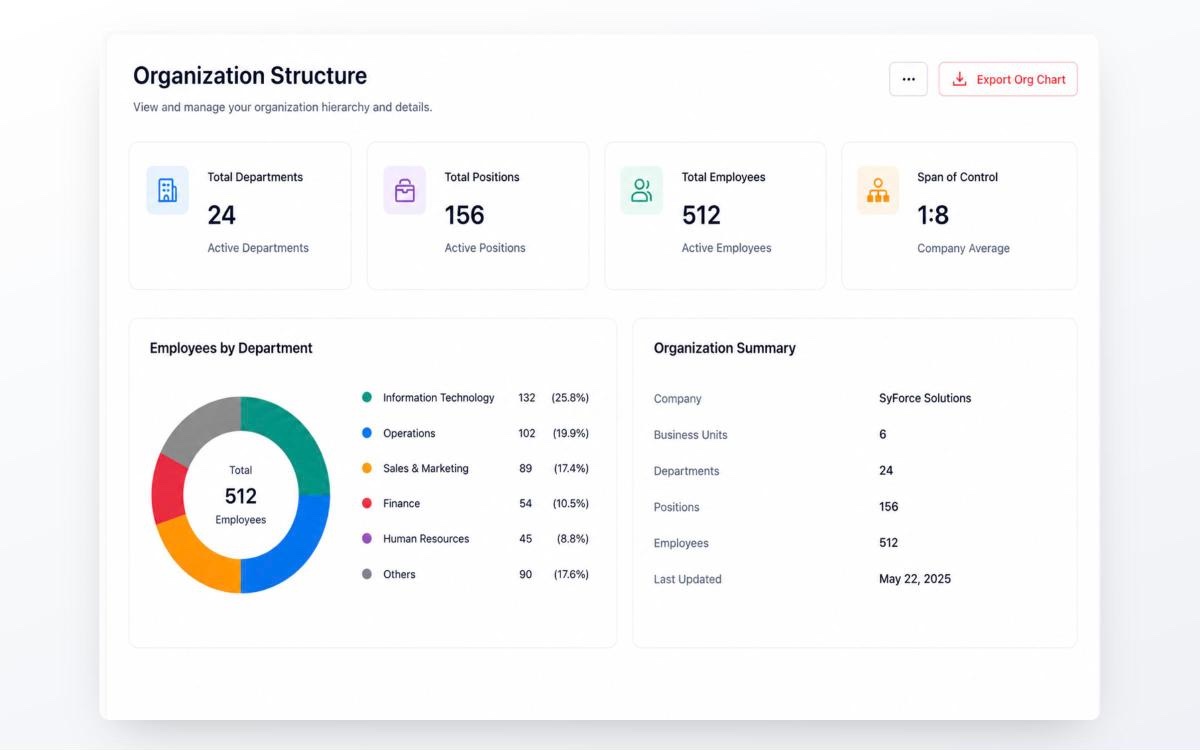 Organization Structure
View and manage your organization hierarchy and details.
... Export Org Chart
Total Departments
24
Active Departments
Total Positions
156
Active Positions
Total Employees
512
Active Employees
Span of Control
1:8
Company Average
Employees by Department
Total
512
Employees
Information Technology 132 (25.8%)
Operations 102 (19.9%)
Sales & Marketing 89 (17.4%)
Finance 54 (10.5%)
Human Resources 45 (8.8%)
Others 90 (17.6%)
Organization Summary
Company SyForce Solutions
Business Units 6
Departments 24
Positions 156
Employees 512
Last Updated May 22, 2025